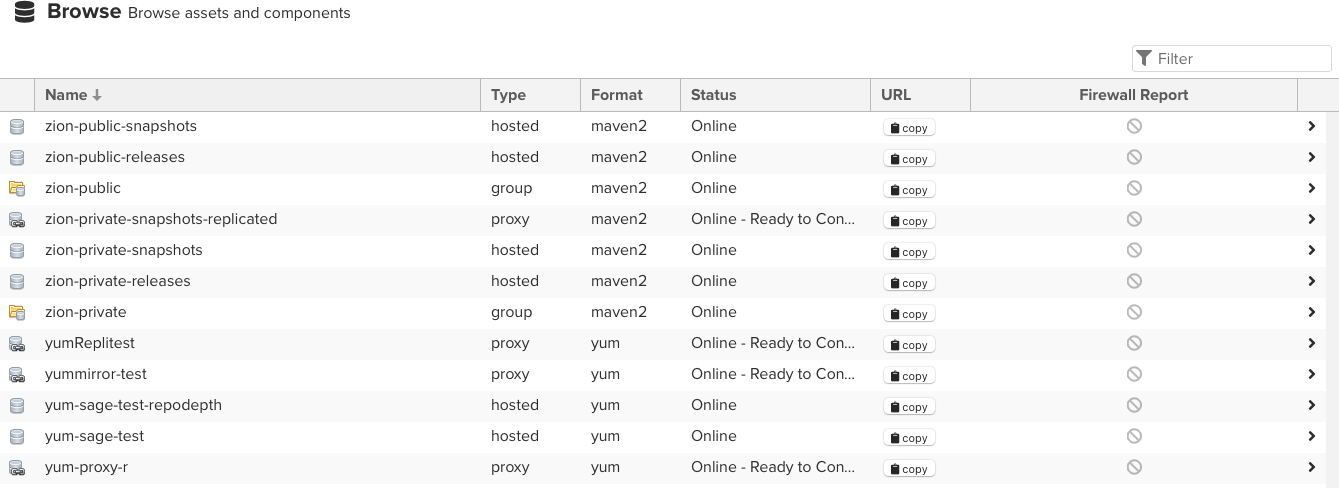 Browse Browse assets and components
Filter
Name Type Format Status URL Firewall Report
zion-public-snapshots hosted maven2 Online copy
zion-public-releases hosted maven2 Online copy
zion-public group maven2 Online copy
zion-private-snapshots-replicated proxy maven2 Online - Ready to Con... copy
zion-private-snapshots hosted maven2 Online copy
zion-private-releases hosted maven2 Online copy
zion-private group maven2 Online copy
yumReplitest proxy yum Online - Ready to Con... copy
yummirror-test proxy yum Online - Ready to Con... copy
yum-sage-test-repodepth hosted yum Online copy
yum-sage-test hosted yum Online copy
yum-proxy-r proxy yum Online - Ready to Con... copy